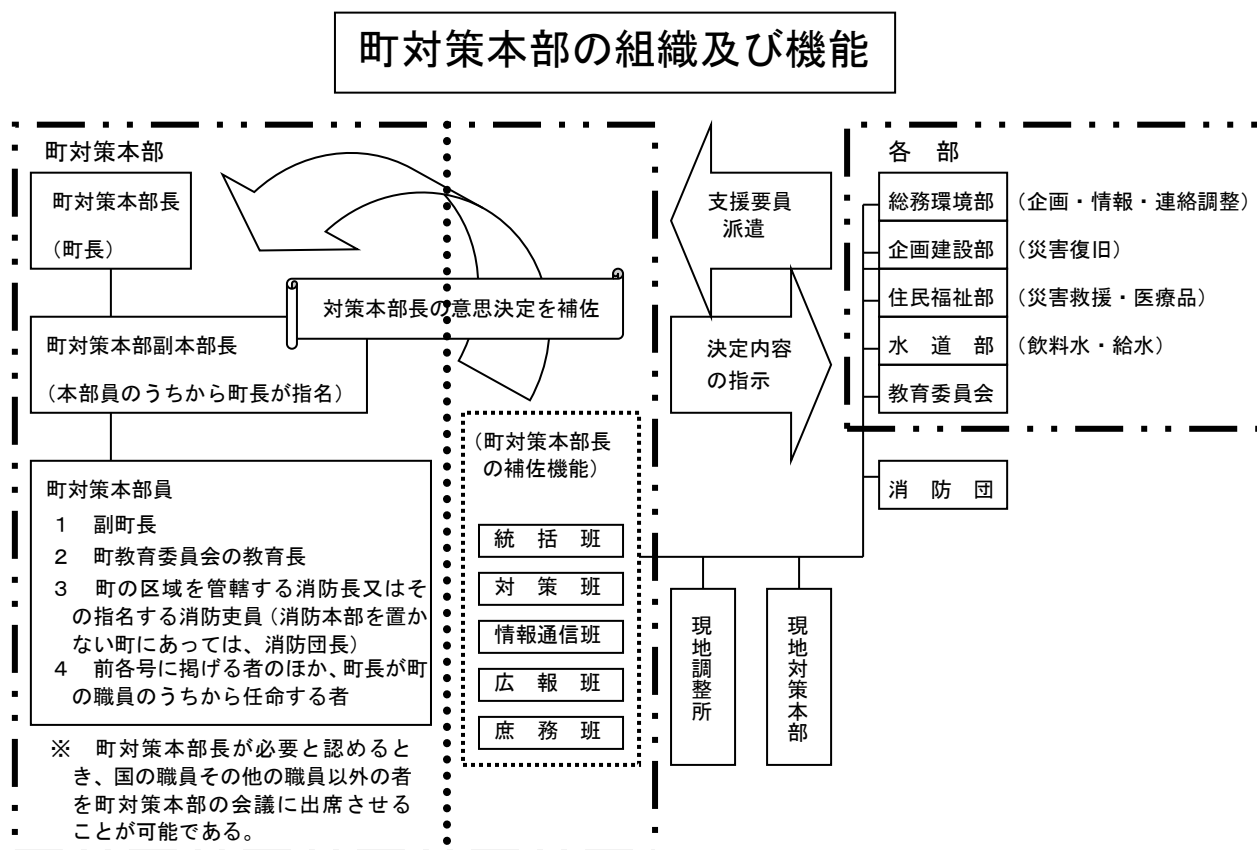 町対策本部の組織及び機能
町対策本部
町対策本部長
（町長）
町対策本部副本部長
（本部員のうちから町長が指名）
町対策本部員
１　副町長
２　町教育委員会の教育長
３　町の区域を管轄する消防長又はそ
の指名する消防吏員（消防本部を置か
ない町にあっては、消防団長）
４　前各号に掲げる者のほか、町長が町
の職員のうちから任命する者
※　町対策本部長が必要と認めると
き、国の職員その他の職員以外の者
を町対策本部の会議に出席させる
ことが可能である。
対策本部長の意思決定を補佐
（町対策本部長
の補佐機能）
統　括　班
対　策　班
情報通信班
広　報　班
庶　務　班
支援要員
派遣
決定内容
の指示
各　部
総務環境部　（企画・情報・連絡調整）
企画建設部　（災害復旧）
住民福祉部　（災害救援・医療品）
水　道　部　（飲料水・給水）
教育委員会
消　防　団
現地調整所
現地対策本部